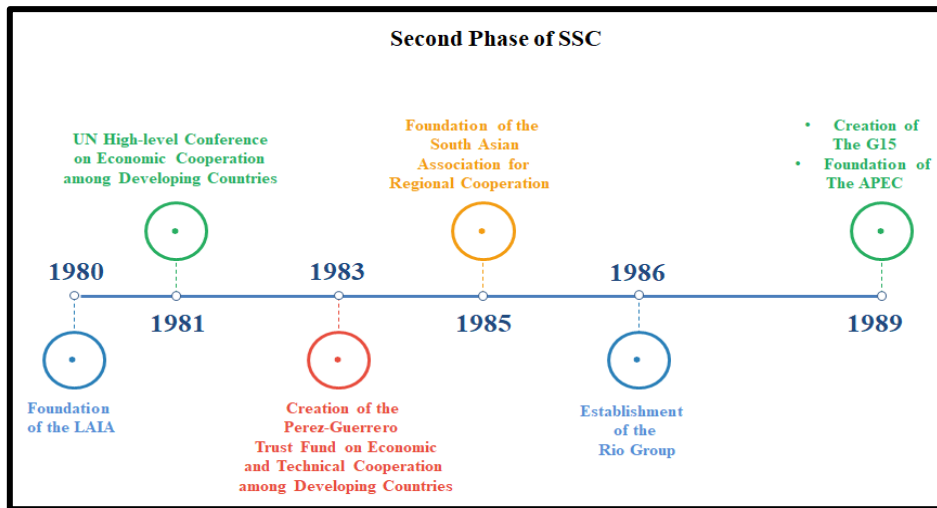 Second Phase of SSC
UN High-level Conference
on Economic Cooperation
among Developing Countries
Foundation of the
South Asian
Association for
Regional Cooperation
• Creation of
The G15
• Foundation of
The APEC
1980
1983
1986
1981
1985
1989
Foundation
of the LAIA
Creation of the
Perez-Guerrero
Trust Fund on Economic
and Technical Cooperation
among Developing Countries
Establishment
of the
Rio Group